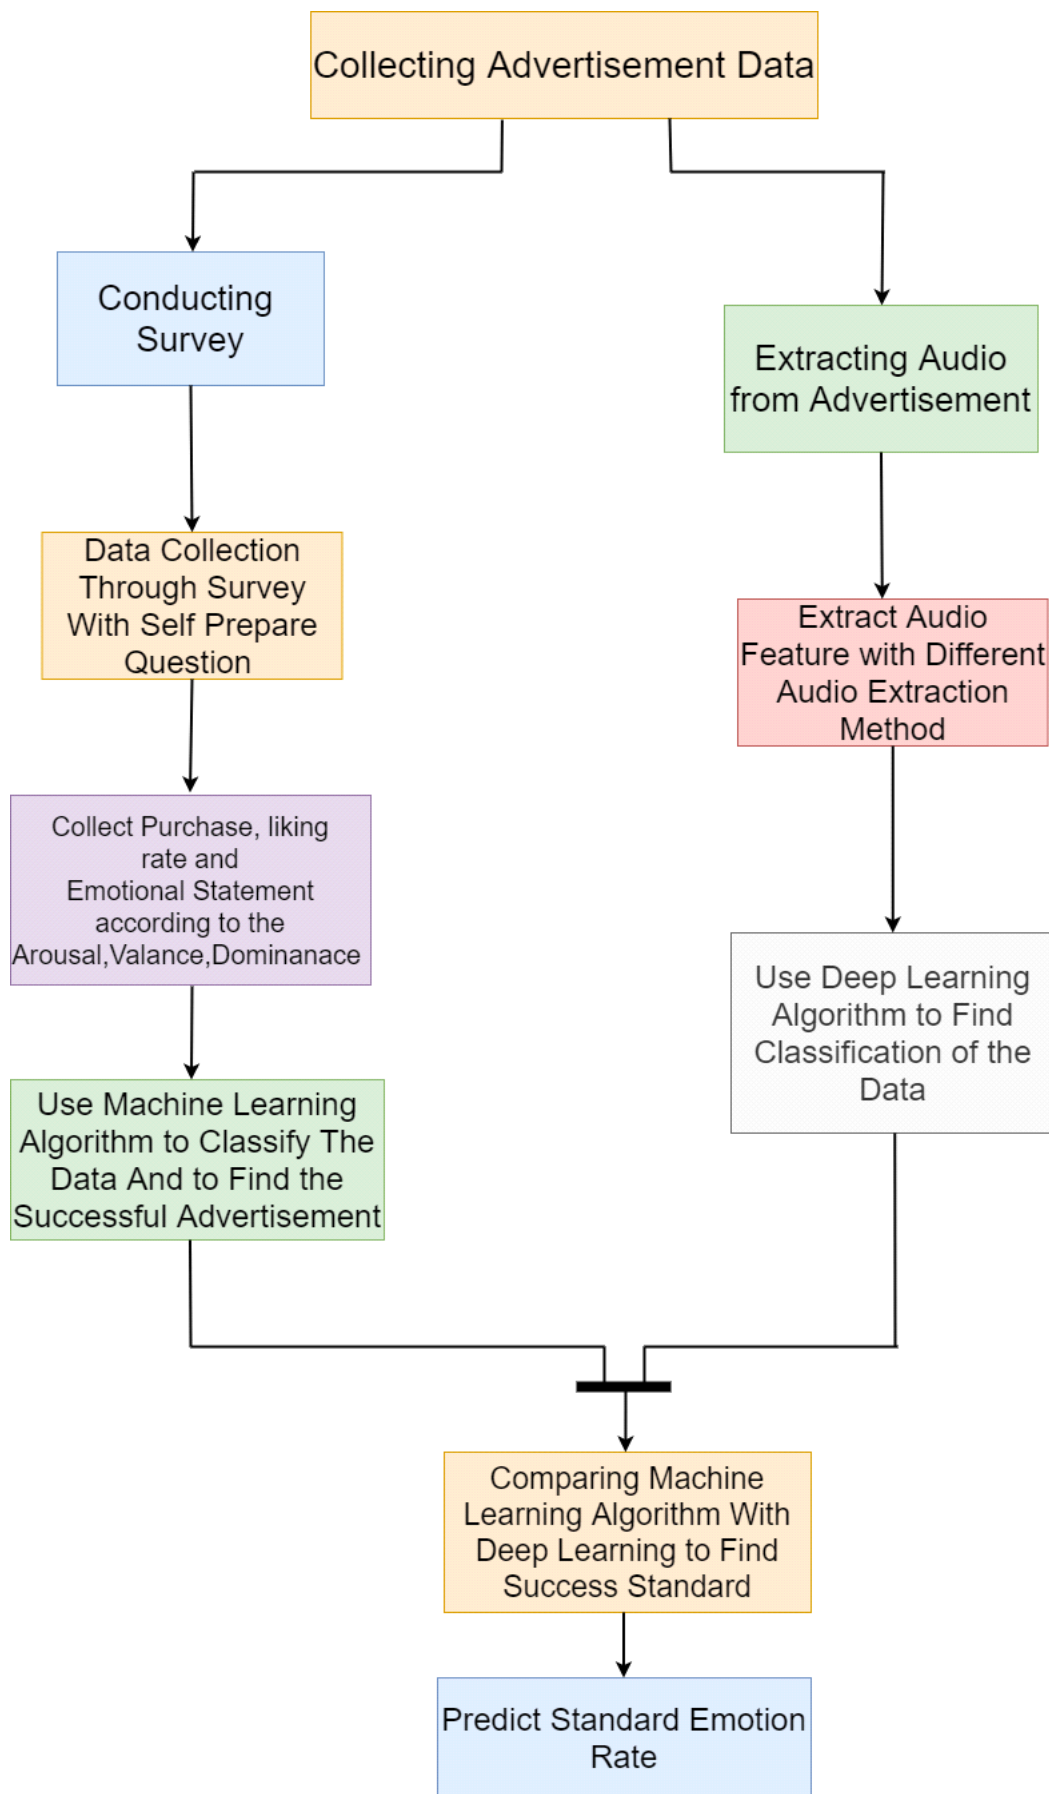 Collecting Advertisement Data
Conducting
Survey
Extracting Audio
from Advertisement
Data Collection
Through Survey
With Self Prepare
Question
Extract Audio
Feature with Different
Audio Extraction
Method
Collect Purchase, liking
rate and
Emotional Statement
according to the
Arousal,Valance,Dominanace
Use Deep Learning
Algorithm to Find
Classification of the
Data
Use Machine Learning
Algorithm to Classify The
Data And to Find the
Successful Advertisement
Comparing Machine
Learning Algorithm With
Deep Learning to Find
Success Standard
Predict Standard Emotion
Rate